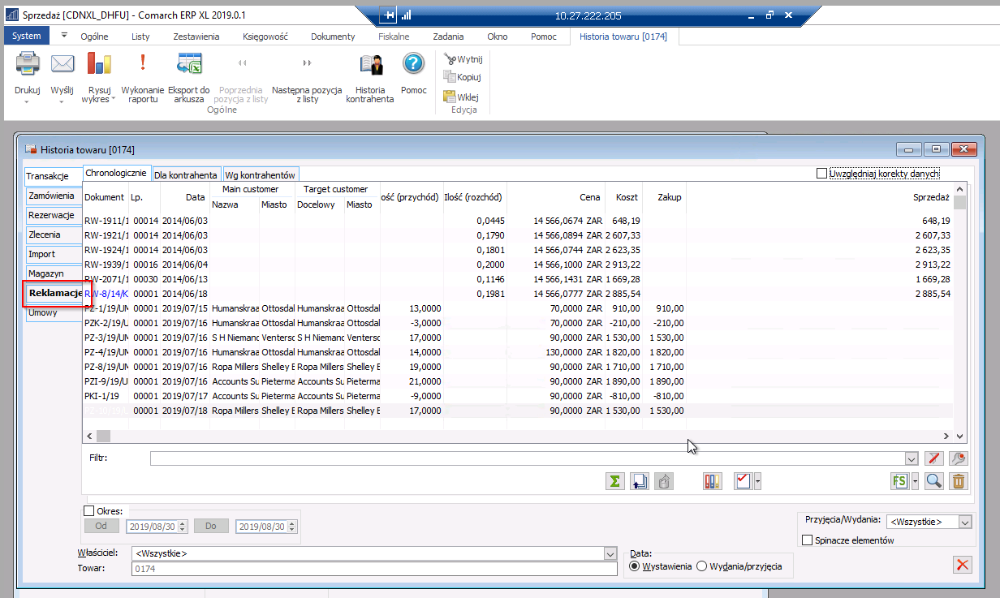 Sprzedaż [CDNXL_DHFU] - Comarch ERP XL 2019.0.1
10.27.222.205
System Ogólne Listy Zestawienia Księgowość Dokumenty Fiskalne Zadania Okno Pomoc Historia towaru [0174]
Drukuj Wyślij Rysuj wykres Wykonanie raportu Eksport do arkusza Poprzednia pozycja z listy Następna pozycja z listy Historia kontrahenta Pomoc
Wytnij
Kopiuj
Wklej
Ogólne Edycja
Historia towaru [0174]
Transakcje
Zamówienia
Rezerwacje
Zlecenia
Import
Magazyn
Reklamacje
Umowy
Chronologicznie Dla kontrahenta Wg kontrahentów
Uwzględniaj korekty danych
Dokument Lp. Data Main customer Target customer ość (przychód) Ilość (rozchód) Cena Koszt Zakup Sprzedaż
Nazwa Miasto Docelowy Miasto
RW-1911/1 00014 2014/06/03 0,0445 14 566,0674 ZAR 648,19 648,19
RW-1921/1 00014 2014/06/03 0,1790 14 566,0894 ZAR 2 607,33 2 607,33
RW-1924/1 00014 2014/06/03 0,1801 14 566,0744 ZAR 2 623,35 2 623,35
RW-1939/1 00016 2014/06/04 0,2000 14 566,1000 ZAR 2 913,22 2 913,22
RW-2071/1 00030 2014/06/13 0,1146 14 566,1431 ZAR 1 669,28 1 669,28
RW-8/14/K 00001 2014/06/18 0,1981 14 566,0777 ZAR 2 885,54 2 885,54
PZ-1/19/UM 00001 2019/07/15 Humanskraa Ottosdal Humanskraa Ottosdal 13,0000 70,0000 ZAR 910,00 910,00
PZK-2/19/U 00001 2019/07/16 Humanskraa Ottosdal Humanskraa Ottosdal -3,0000 70,0000 ZAR -210,00 -210,00
PZ-3/19/UM 00001 2019/07/16 S H Niemand Ventersd S H Niemand Ventersd 17,0000 90,0000 ZAR 1 530,00 1 530,00
PZ-4/19/UM 00001 2019/07/16 Humanskraa Ottosdal Humanskraa Ottosdal 14,0000 130,0000 ZAR 1 820,00 1 820,00
PZ-8/19/UM 00001 2019/07/16 Ropa Millers Shelley B Ropa Millers Shelley B 19,0000 90,0000 ZAR 1 710,00 1 710,00
PZI-9/19/U 00001 2019/07/16 Accounts Su Pieterma Accounts Su Pieterma 21,0000 90,0000 ZAR 1 890,00 1 890,00
PKI-1/19 00001 2019/07/17 Accounts Su Pieterma Accounts Su Pieterma -9,0000 90,0000 ZAR -810,00 -810,00
00001 2019/07/18 Ropa Millers Shelley B Ropa Millers Shelley B 17,0000 90,0000 ZAR 1 530,00 1 530,00
Filtr:
FS
Okres:
Od 2019/08/30 Do 2019/08/30
Przyjęcia/Wydania: <Wszystkie>
Spinacze elementów
Właściciel: <Wszystkie>
Towar: 0174
Data:
Wystawienia Wydania/przyjęcia